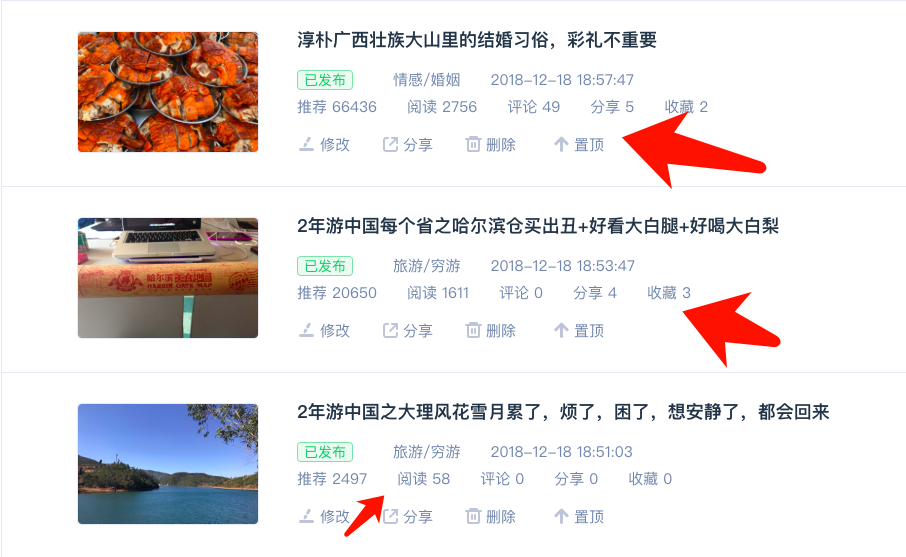 淳朴广西壮族大山里的结婚习俗，彩礼不重要
已发布 情感/婚姻 2018-12-18 18:57:47
推荐 66436 阅读 2756 评论 49 分享 5 收藏 2
修改 分享 删除 置顶
2年游中国每个省之哈尔滨仓买出丑+好看大白腿+好喝大白梨
哈尔滨美食地图
HARBIN CATE MAP
已发布 旅游/穷游 2018-12-18 18:53:47
推荐 20650 阅读 1611 评论 0 分享 4 收藏 3
修改 分享 删除 置顶
2年游中国之大理风花雪月累了，烦了，困了，想安静了，都会回来
已发布 旅游/穷游 2018-12-18 18:51:03
推荐 2497 阅读 58 评论 0 分享 0 收藏 0
修改 分享 删除 置顶